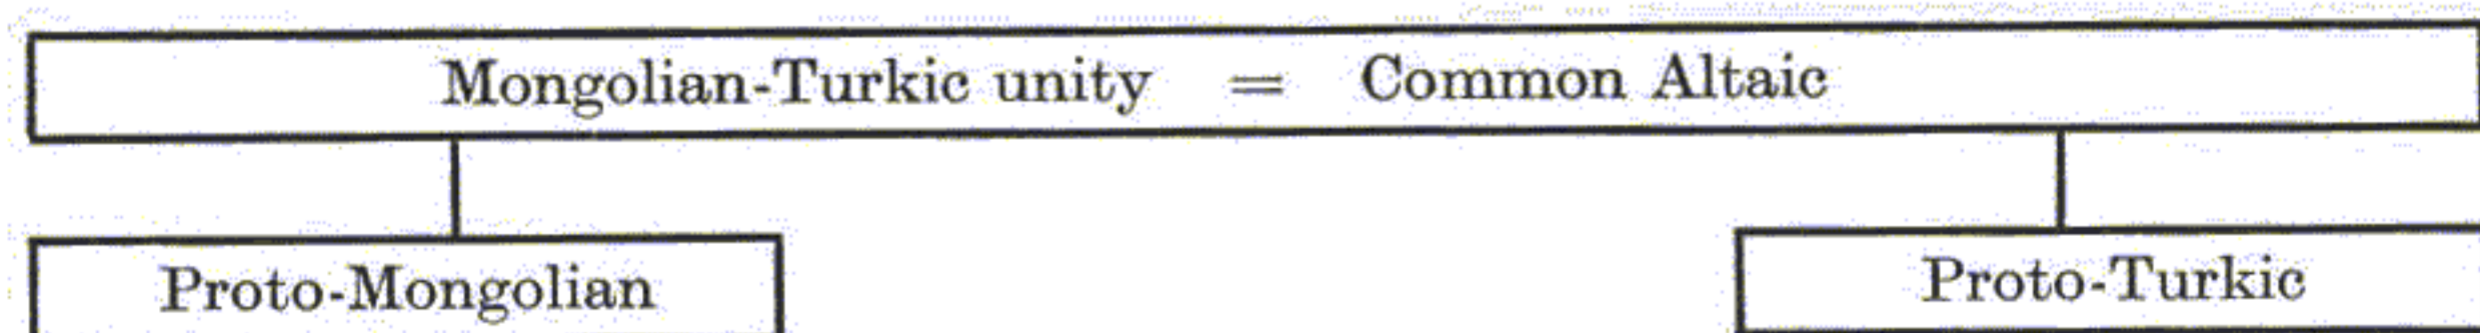 Mongolian-Turkic unity = Common Altaic
Proto-Mongolian Proto-Turkic